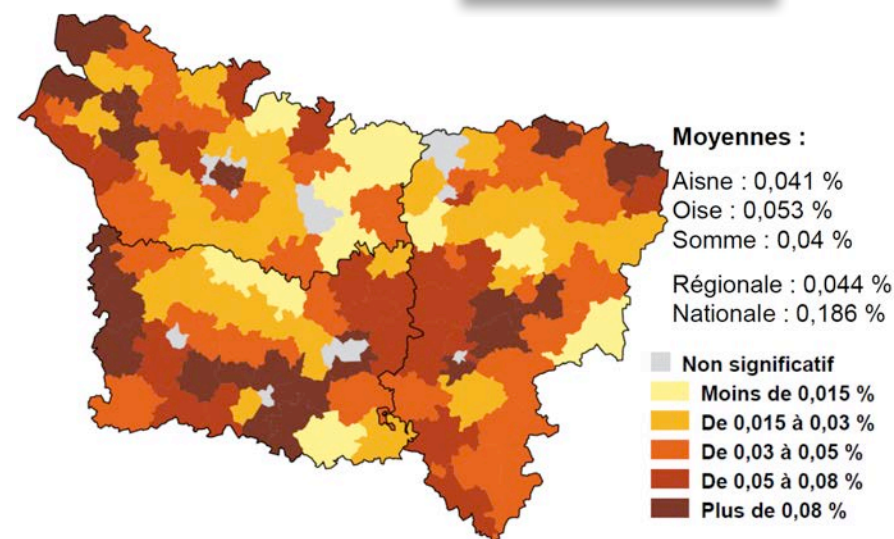 Moyennes :
Aisne : 0,041 %
Oise : 0,053 %
Somme : 0,04 %
Régionale : 0,044 %
Nationale : 0,186 %
Non significatif
Moins de 0,015 %
De 0,015 à 0,03 %
De 0,03 à 0,05 %
De 0,05 à 0,08 %
Plus de 0,08 %